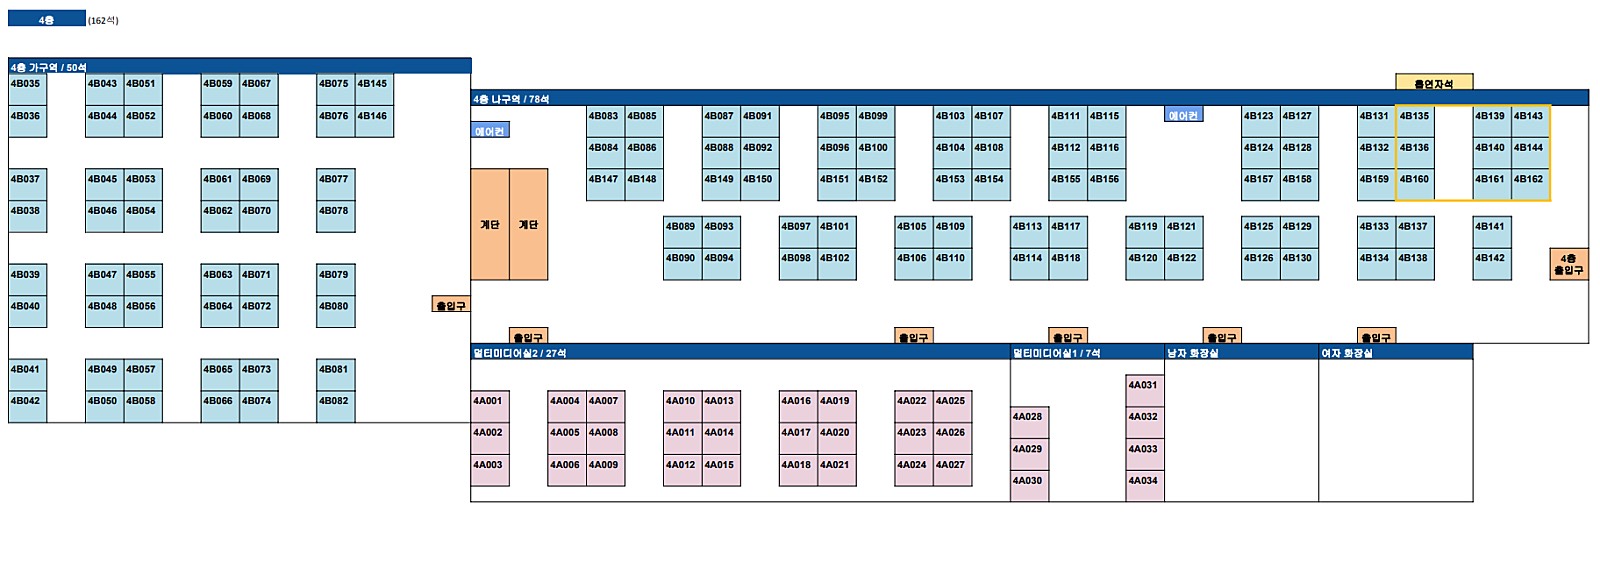 4층 (162석)
4층 가구역 / 50석
4B035 4B043 4B051 4B059 4B067 4B075 4B145
4B036 4B044 4B052 4B060 4B068 4B076 4B146
4B037 4B045 4B053 4B061 4B069 4B077
4B038 4B046 4B054 4B062 4B070 4B078
4B039 4B047 4B055 4B063 4B071 4B079
4B040 4B048 4B056 4B064 4B072 4B080 출입구
4B041 4B049 4B057 4B065 4B073 4B081
4B042 4B050 4B058 4B066 4B074 4B082
흡연자석
4층 나구역 / 78석
4B083 4B085 4B087 4B091 4B095 4B099 4B103 4B107 4B111 4B115 에어컨 4B123 4B127 4B131 4B135 4B139 4B143
에어컨
4B084 4B086 4B088 4B092 4B096 4B100 4B104 4B108 4B112 4B116 4B124 4B128 4B132 4B136 4B140 4B144
4B147 4B148 4B149 4B150 4B151 4B152 4B153 4B154 4B155 4B156 4B157 4B158 4B159 4B160 4B161 4B162
계단 계단 4B089 4B093 4B097 4B101 4B105 4B109 4B113 4B117 4B119 4B121 4B125 4B129 4B133 4B137 4B141
4B090 4B094 4B098 4B102 4B106 4B110 4B114 4B118 4B120 4B122 4B126 4B130 4B134 4B138 4B142 4층
출입구
출입구 출입구 출입구 출입구 출입구
멀티미디어실2 / 27석 멀티미디어실1 / 7석 남자 화장실 여자 화장실
4A031
4A001 4A004 4A007 4A010 4A013 4A016 4A019 4A022 4A025
4A028 4A032
4A002 4A005 4A008 4A011 4A014 4A017 4A020 4A023 4A026
4A029 4A033
4A003 4A006 4A009 4A012 4A015 4A018 4A021 4A024 4A027
4A030 4A034